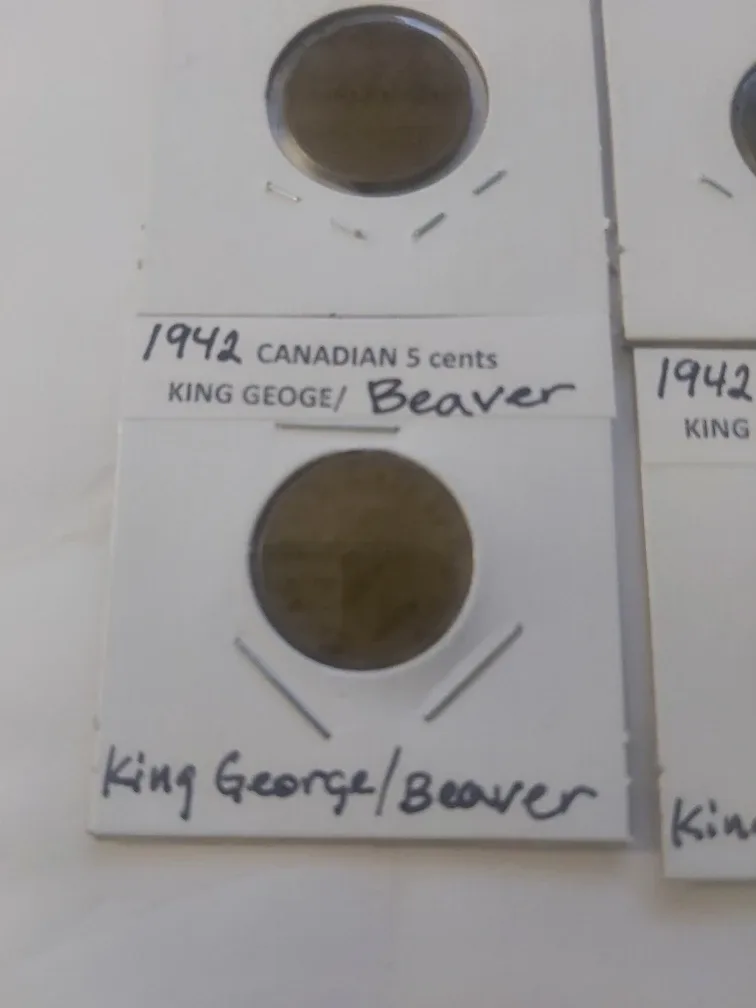 1942 CANADIAN 5 cents
KING GEOGE/ Beaver
King George/Beaver
1942
KING
Kin